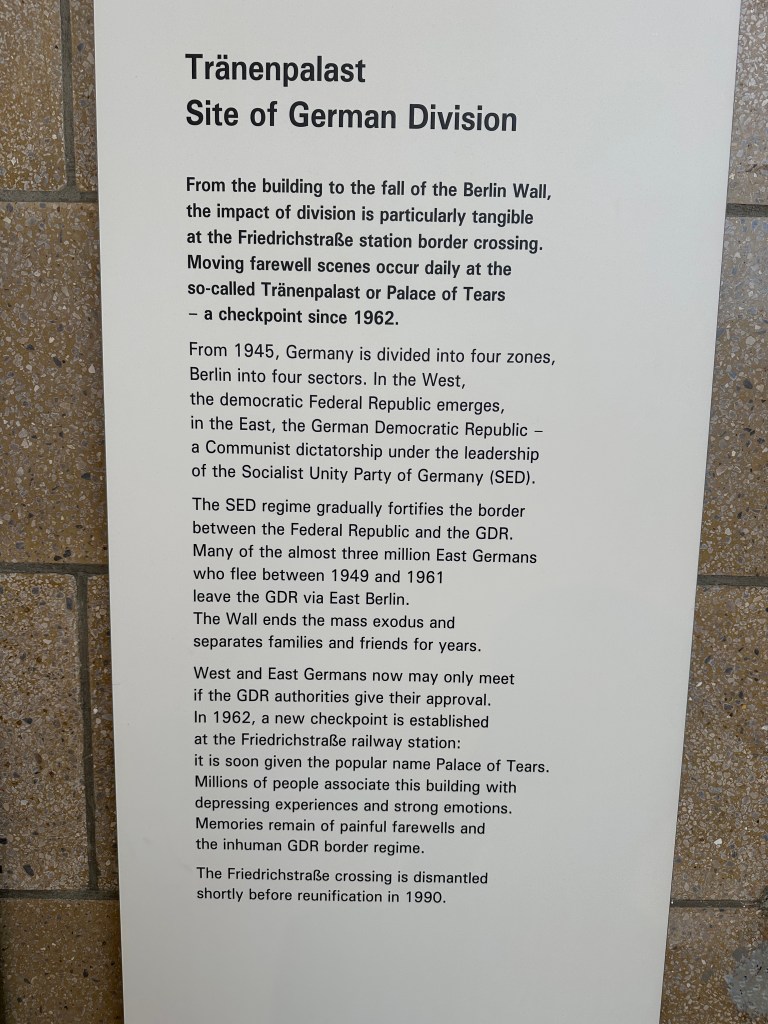 Tränenpalast
Site of German Division
From the building to the fall of the Berlin Wall,
the impact of division is particularly tangible
at the Friedrichstraße station border crossing.
Moving farewell scenes occur daily at the
so-called Tränenpalast or Palace of Tears
– a checkpoint since 1962.
From 1945, Germany is divided into four zones,
Berlin into four sectors. In the West,
the democratic Federal Republic emerges,
in the East, the German Democratic Republic –
a Communist dictatorship under the leadership
of the Socialist Unity Party of Germany (SED).
The SED regime gradually fortifies the border
between the Federal Republic and the GDR.
Many of the almost three million East Germans
who flee between 1949 and 1961
leave the GDR via East Berlin.
The Wall ends the mass exodus and
separates families and friends for years.
West and East Germans now may only meet
if the GDR authorities give their approval.
In 1962, a new checkpoint is established
at the Friedrichstraße railway station:
it is soon given the popular name Palace of Tears.
Millions of people associate this building with
depressing experiences and strong emotions.
Memories remain of painful farewells and
the inhuman GDR border regime.
The Friedrichstraße crossing is dismantled
shortly before reunification in 1990.